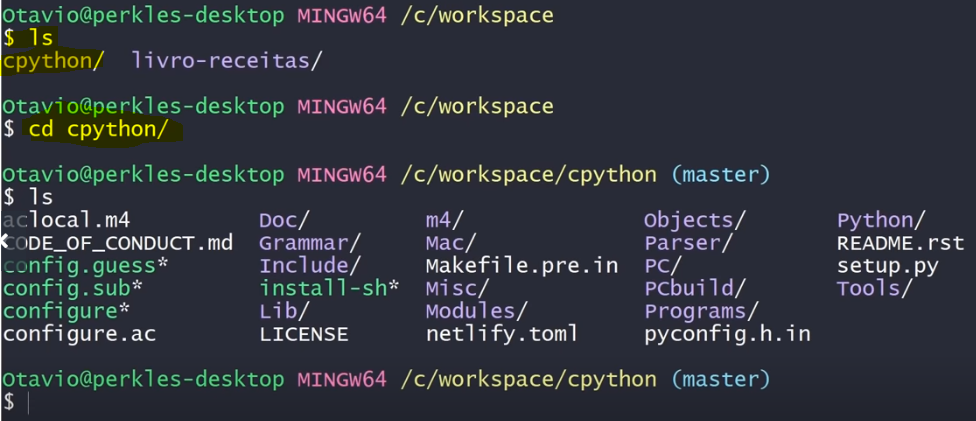 Otavio@perkles-desktop MINGW64 /c/workspace
$ ls
cpython/  livro-receitas/
Otavio@perkles-desktop MINGW64 /c/workspace
$ cd cpython/
Otavio@perkles-desktop MINGW64 /c/workspace/cpython (master)
$ ls
aclocal.m4 Doc/ m4/ Objects/ Python/
CODE_OF_CONDUCT.md Grammar/ Mac/ Parser/ README.rst
config.guess* Include/ Makefile.pre.in PC/ setup.py
config.sub* install-sh* Misc/ PCbuild/ Tools/
configure* Lib/ Modules/ Programs/
configure.ac LICENSE netlify.toml pyconfig.h.in
Otavio@perkles-desktop MINGW64 /c/workspace/cpython (master)
$